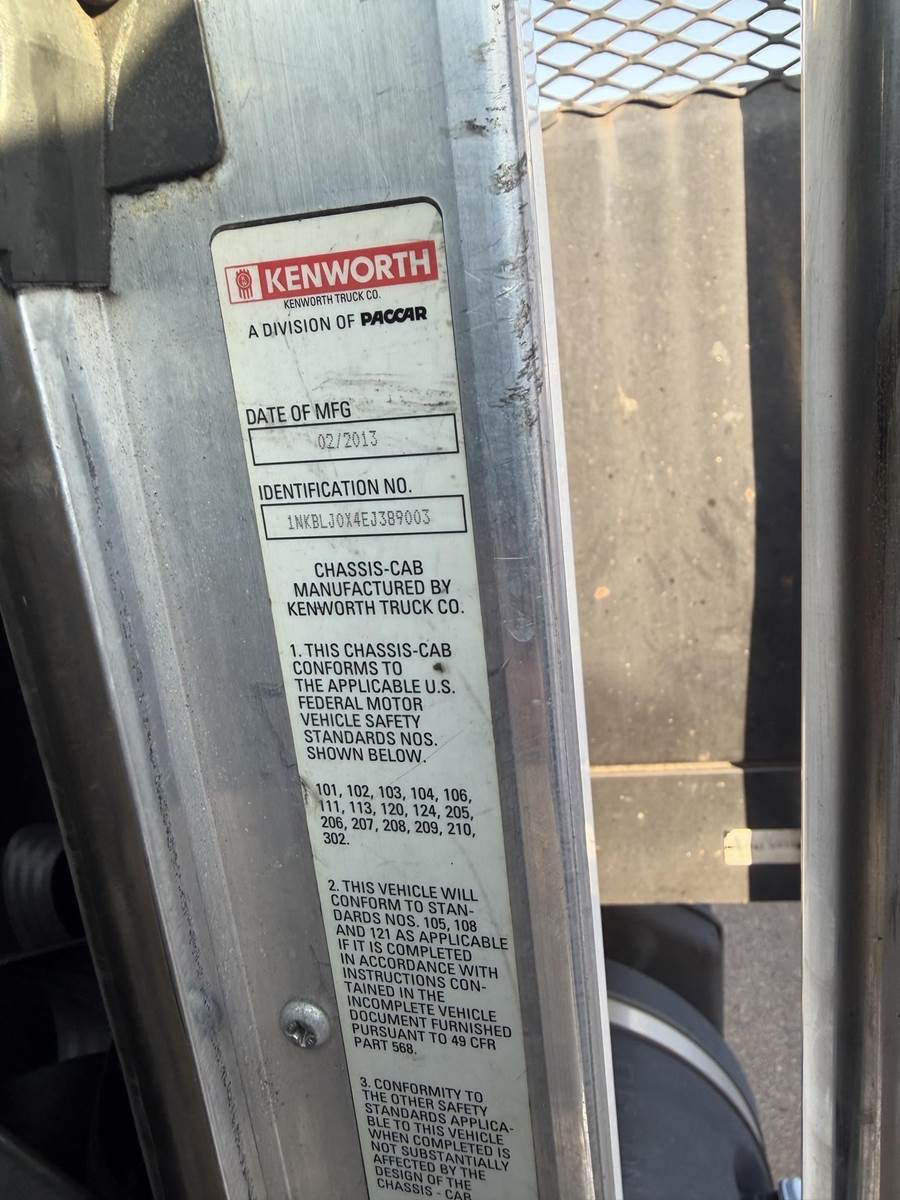 KENWORTH
KENWORTH TRUCK CO.
A DIVISION OF PACCAR
DATE OF MFG
02/2013
IDENTIFICATION NO.
1NKBLJ0X4EJ389003
CHASSIS-CAB
MANUFACTURED BY
KENWORTH TRUCK CO.
1. THIS CHASSIS-CAB
CONFORMS TO
THE APPLICABLE U.S.
FEDERAL MOTOR
VEHICLE SAFETY
STANDARDS NOS.
SHOWN BELOW.
101, 102, 103, 104, 106,
111, 113, 120, 124, 205,
206, 207, 208, 209, 210,
302.
2. THIS VEHICLE WILL
CONFORM TO STAN-
DARDS NOS. 105, 108
AND 121 AS APPLICABLE
IF IT IS COMPLETED
IN ACCORDANCE WITH
INSTRUCTIONS CON-
TAINED IN THE
INCOMPLETE VEHICLE
DOCUMENT FURNISHED
PURSUANT TO 49 CFR
PART 568.
3. CONFORMITY TO
THE OTHER SAFETY
STANDARDS APPLICA-
BLE TO THIS VEHICLE
WHEN COMPLETED IS
NOT SUBSTANTIALLY
AFFECTED BY THE
DESIGN OF THE
CHASSIS - CAB